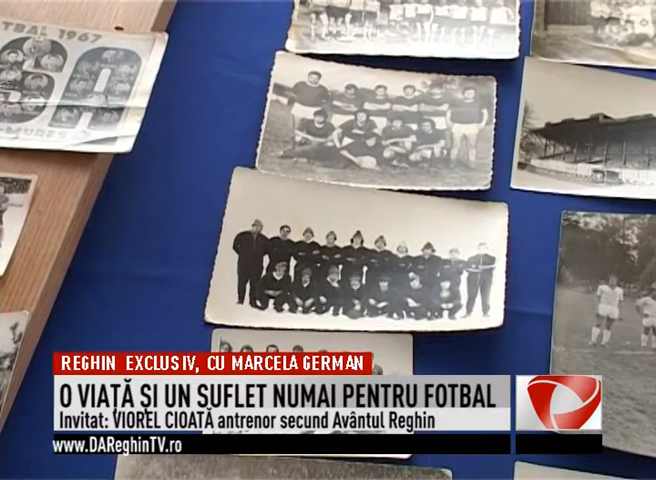 TBAL 1967
ASA
MUREȘ
REGHIN EXCLUSIV, CU MARCELA GERMAN
O VIAȚĂ ȘI UN SUFLET NUMAI PENTRU FOTBAL
Invitat: VIOREL CIOATĂ antrenor secund Avântul Reghin
www.DAReghinTV.ro